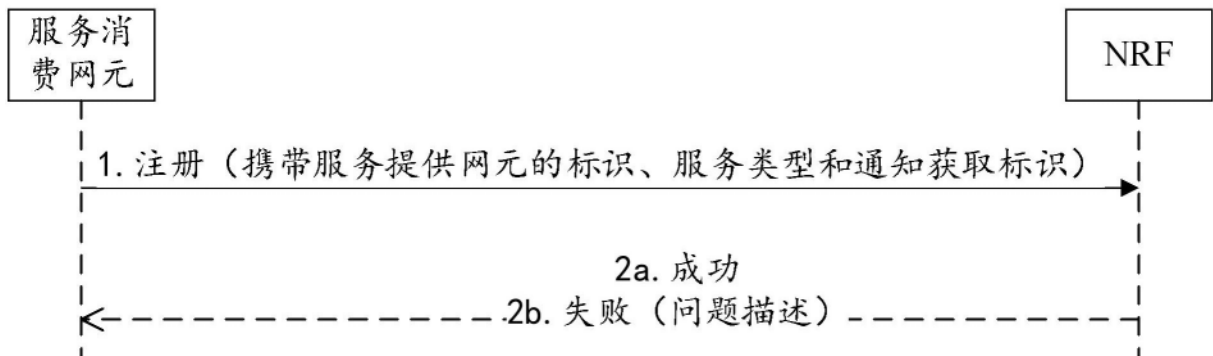 服务消
费网元
NRF
1.注册（携带服务提供网元的标识、服务类型和通知获取标识）
2a.成功
2b.失败（问题描述）